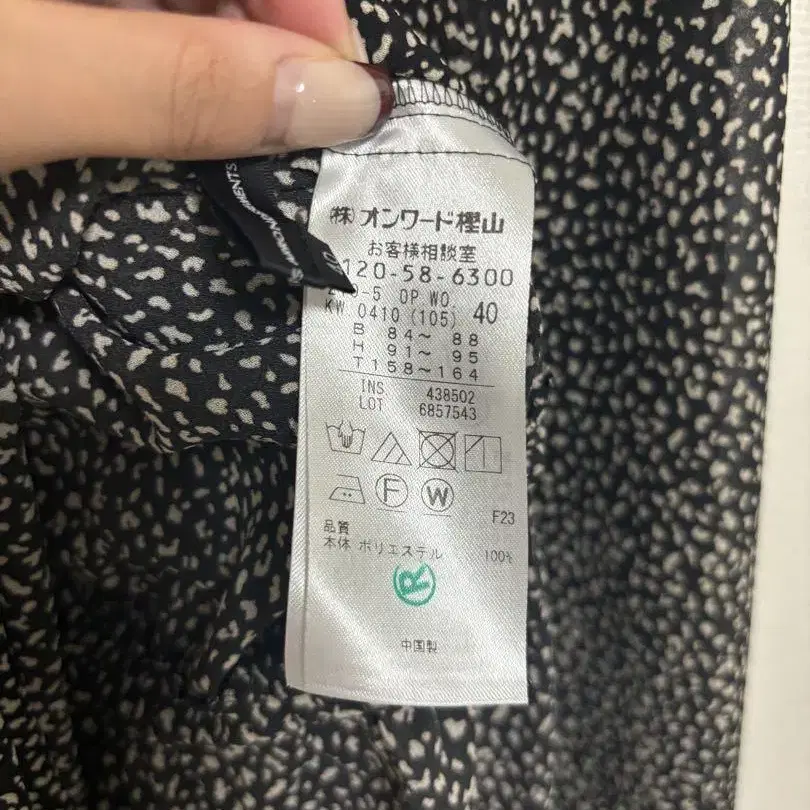 (株)オンワード樫山
お客様相談室
120-58-6300
-5 OP WO. 40
KW 0410 (105)
B 84~ 88
H 91~ 95
T 158~164
INS 438502
LOT 6857543
F W
F23
品質
本体 ポリエステル 100%
R
中国製